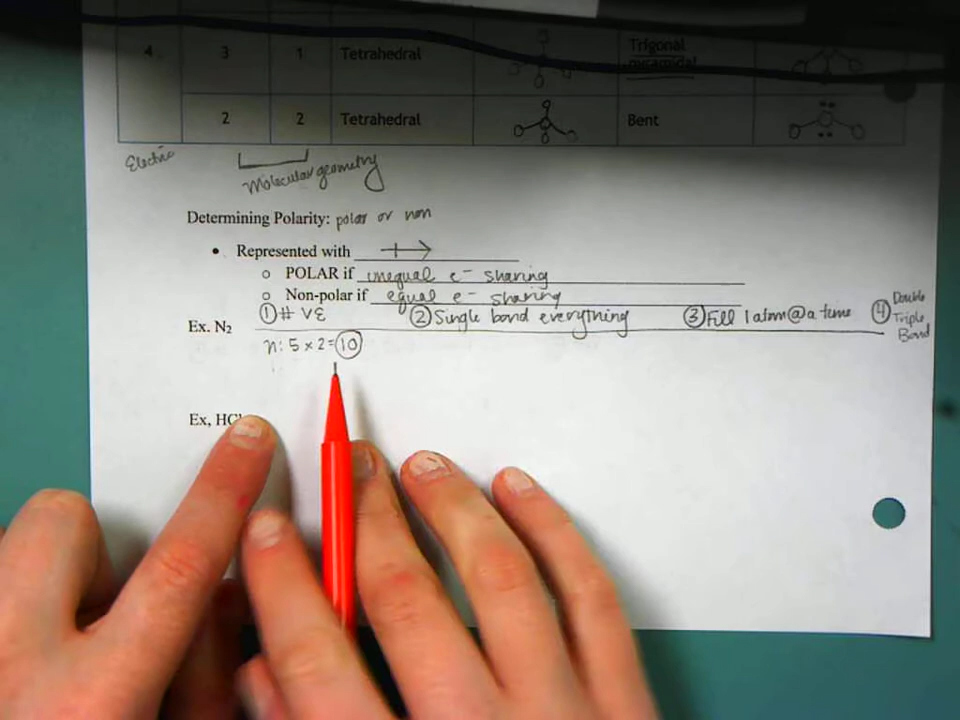 4 3 1 Tetrahedral Trigonal pyramidal
2 2 Tetrahedral Bent
Electric
Molecular geometry
Determining Polarity: polar or non
• Represented with
o POLAR if unequal e⁻ sharing
o Non-polar if equal e⁻ sharing
① # VE ② Single bond everything ③ Fill 1 atom @ a time ④ Double
Triple
Bond
Ex. N₂
n: 5 × 2 = 10
Ex, HCl